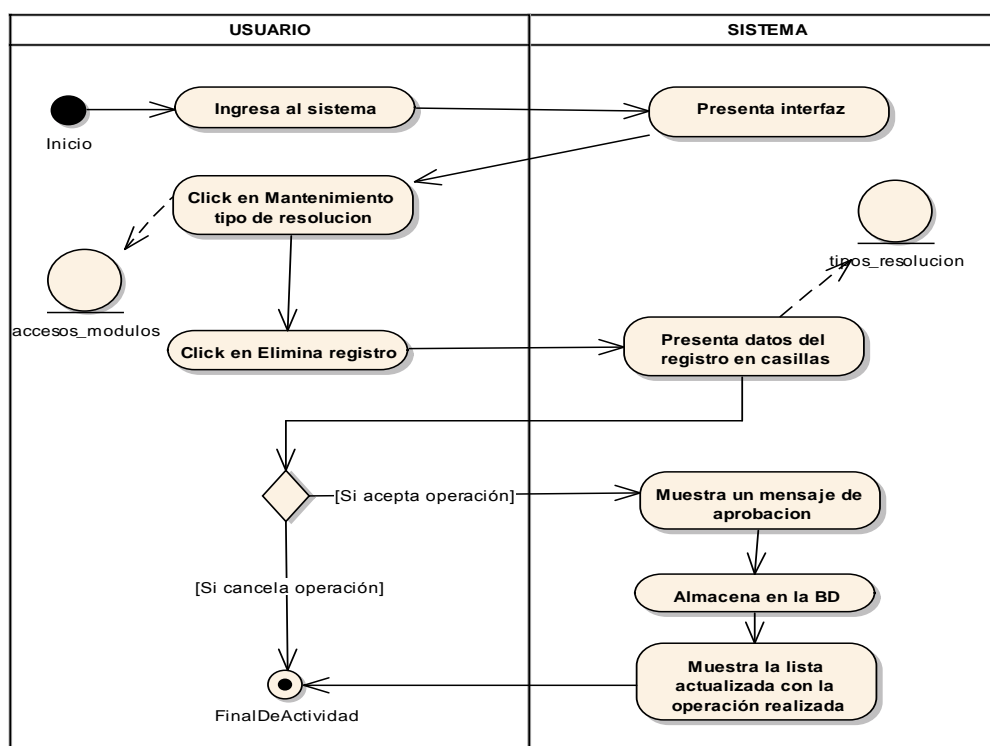 USUARIO
SISTEMA
Ingresa al sistema
Presenta interfaz
Inicio
Click en Mantenimiento
tipo de resolucion
tipos_resolucion
accesos_modulos
Click en Elimina registro
Presenta datos del
registro en casillas
[Si acepta operación]
Muestra un mensaje de
aprobacion
[Si cancela operación]
Almacena en la BD
Muestra la lista
actualizada con la
operación realizada
FinalDeActividad